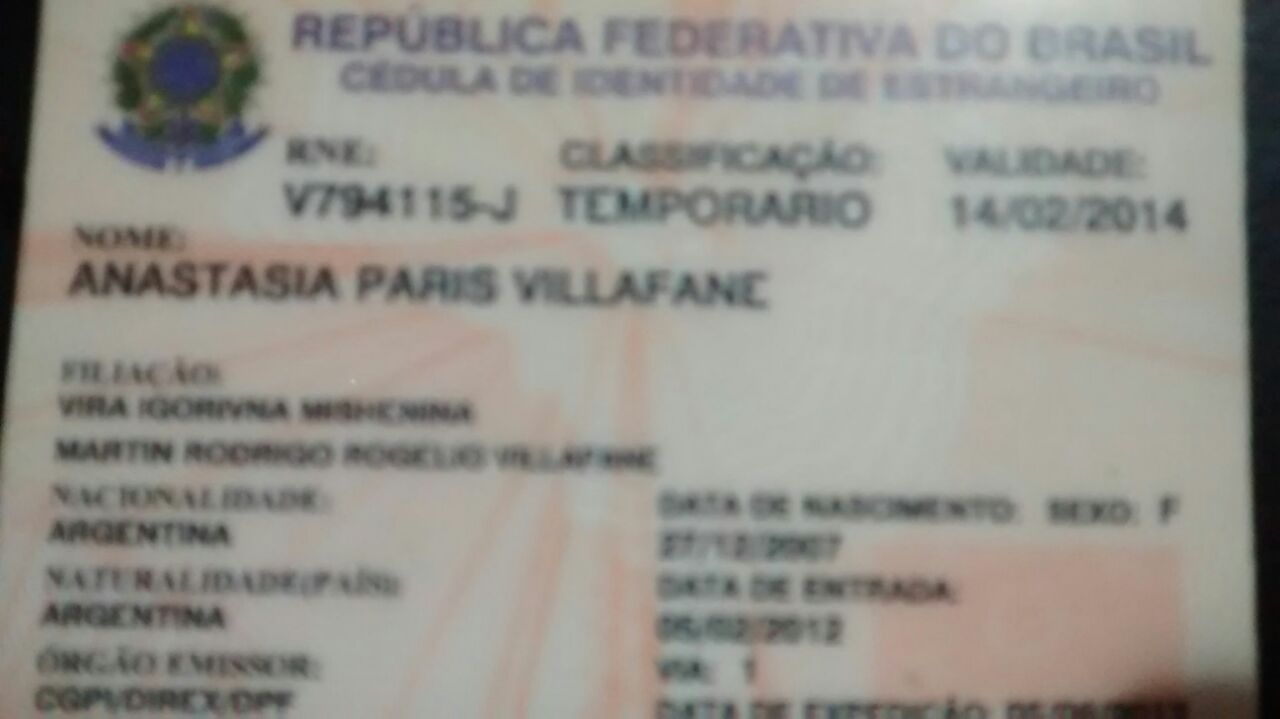 REPÚBLICA FEDERATIVA DO BRASIL
CÉDULA DE IDENTIDADE DE ESTRANGEIRO
RNE: CLASSIFICAÇÃO: VALIDADE:
V794115-J TEMPORARIO 14/02/2014
NOME:
ANASTASIA PARIS VILLAFANE
FILIAÇÃO:
VIRA IGORIVNA MISHENINA
MARTIN RODRIGO ROGELIO VILLAFANE
NACIONALIDADE: DATA DE NASCIMENTO: SEXO: F
ARGENTINA 27/12/2007
NATURALIDADE(PAÍS): DATA DE ENTRADA:
ARGENTINA 05/02/2012
ÓRGÃO EMISSOR: VIA: 1
CGPI/DIREX/DPF DATA DE EXPEDIÇÃO: